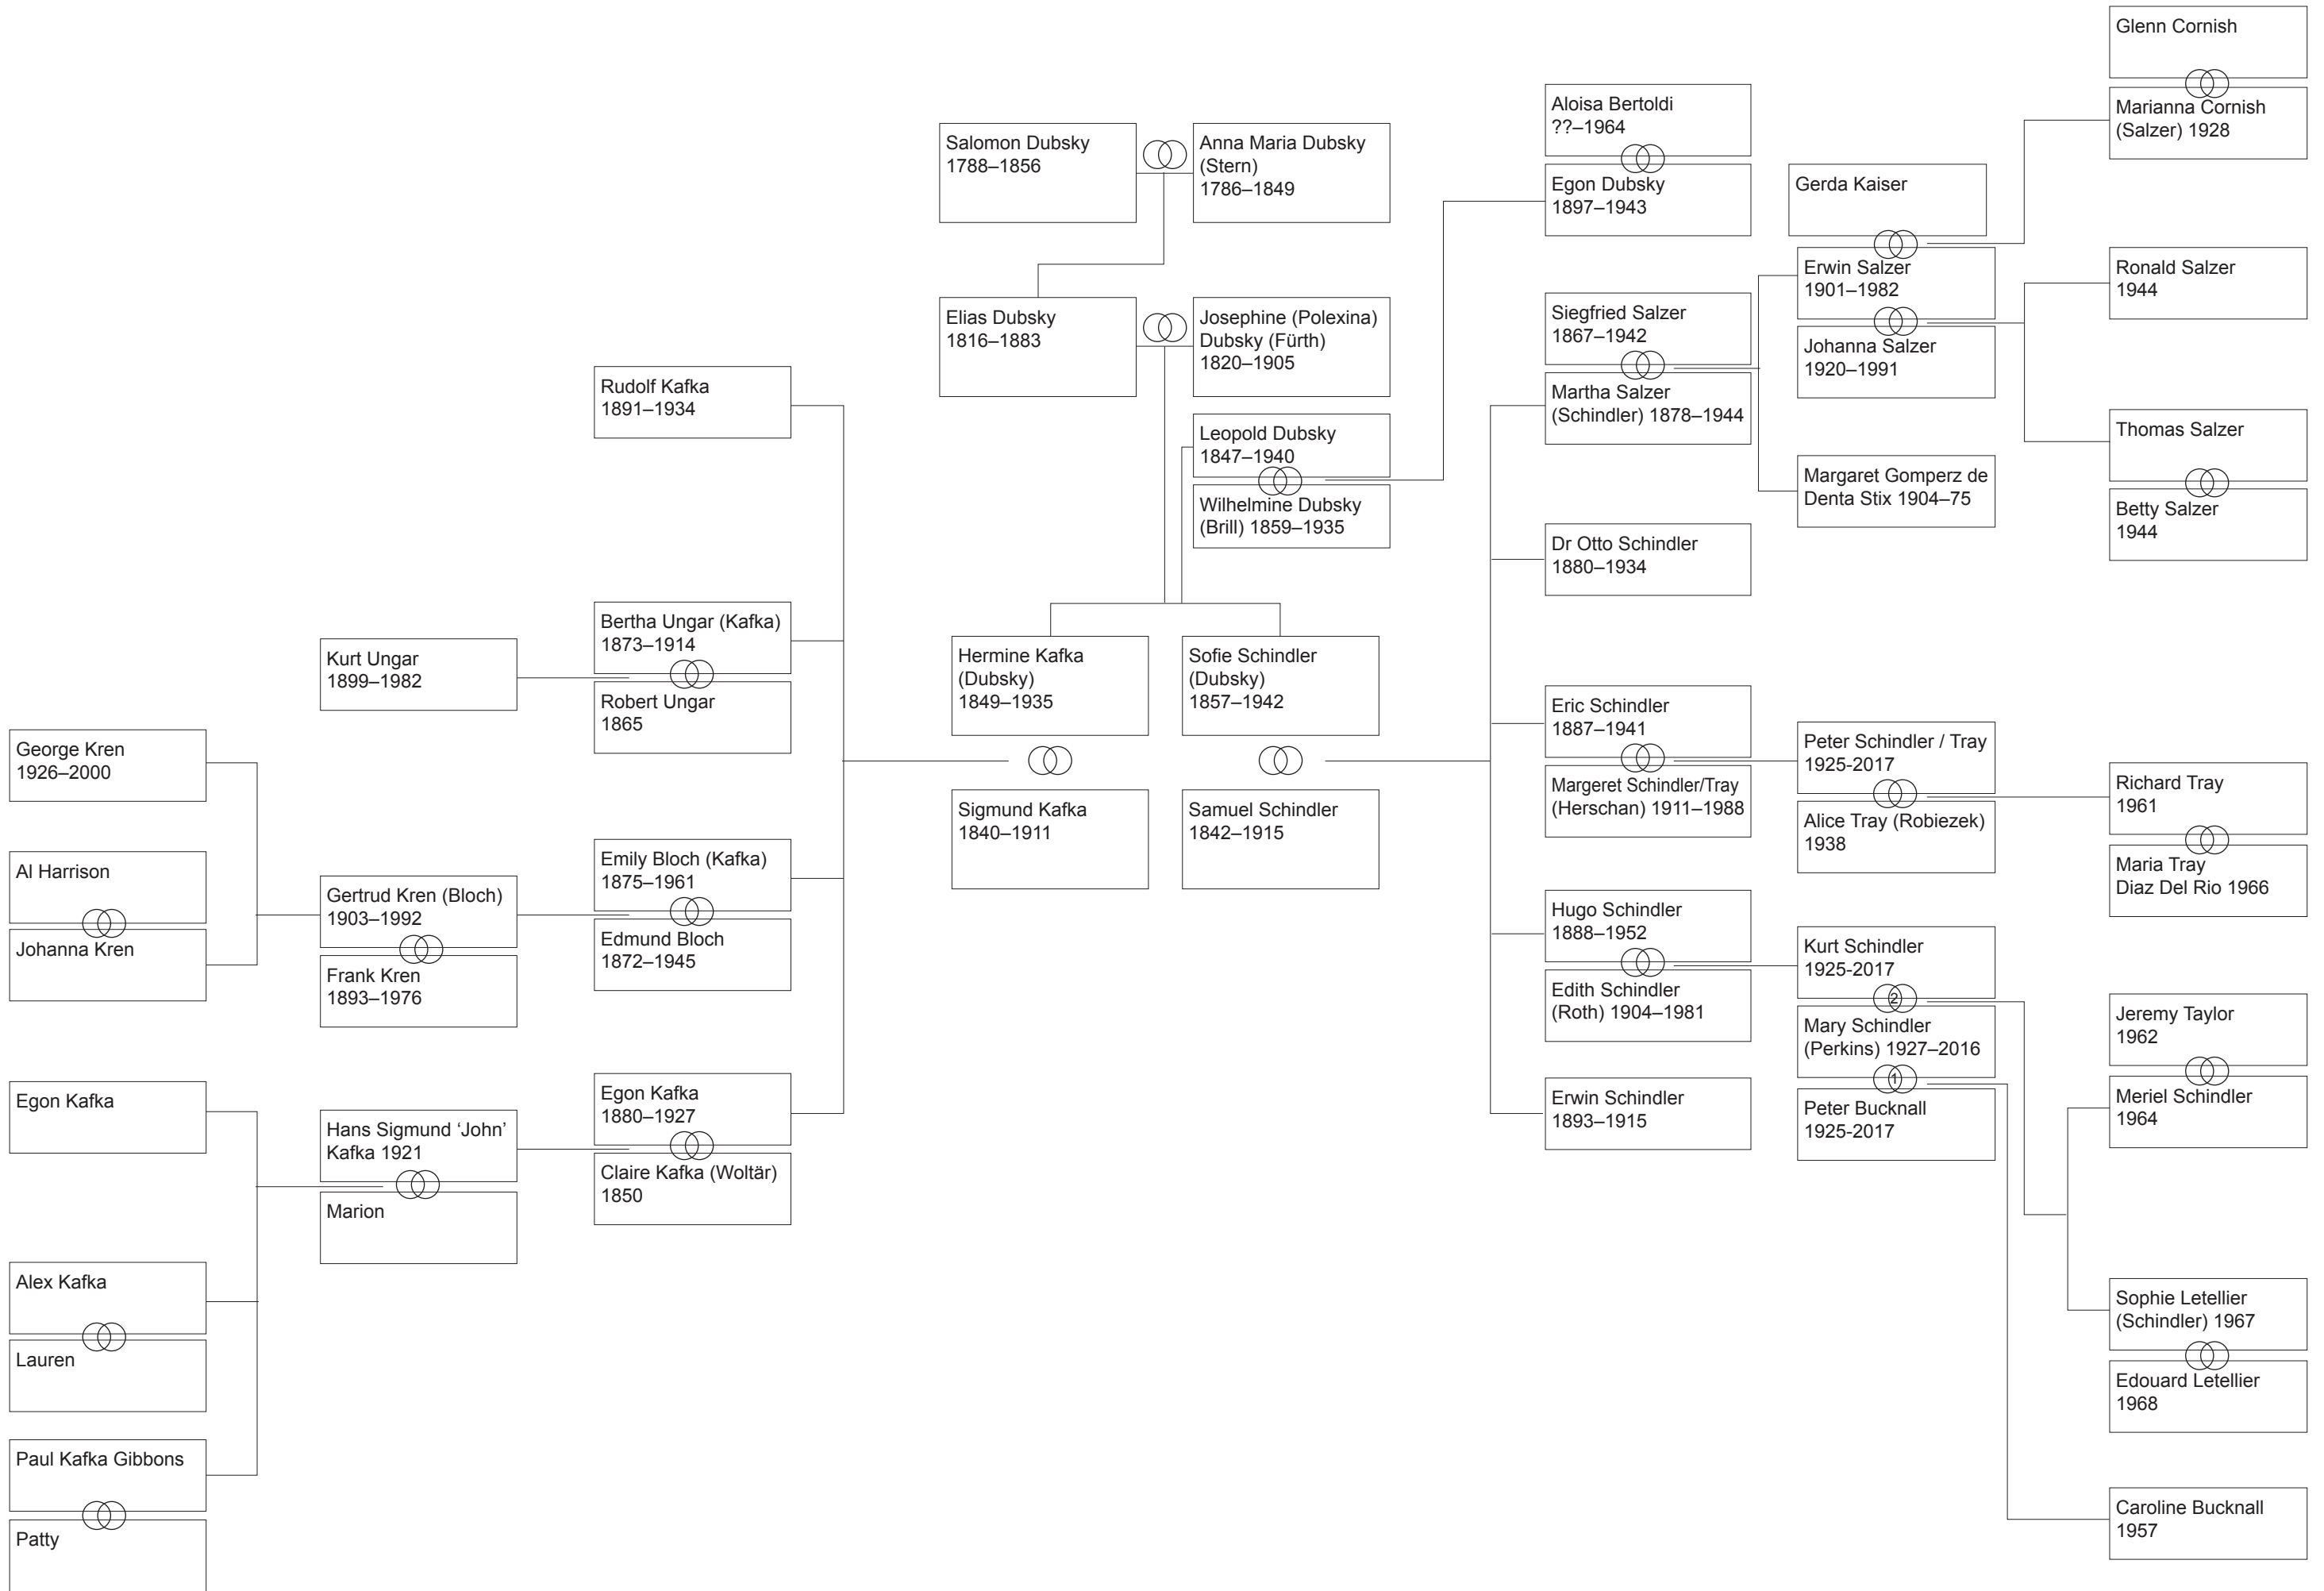 Glenn Cornish
Marianna Cornish
(Salzer) 1928
Aloisa Bertoldi
??–1964
Egon Dubsky
1897–1943
Salomon Dubsky
1788–1856
Anna Maria Dubsky
(Stern)
1786–1849
Gerda Kaiser
Erwin Salzer
1901–1982
Johanna Salzer
1920–1991
Ronald Salzer
1944
Elias Dubsky
1816–1883
Josephine (Polexina)
Dubsky (Fürth)
1820–1905
Siegfried Salzer
1867–1942
Martha Salzer
(Schindler) 1878–1944
Rudolf Kafka
1891–1934
Leopold Dubsky
1847–1940
Wilhelmine Dubsky
(Brill) 1859–1935
Margaret Gomperz de
Denta Stix 1904–75
Thomas Salzer
Betty Salzer
1944
Dr Otto Schindler
1880–1934
Kurt Ungar
1899–1982
Bertha Ungar (Kafka)
1873–1914
Robert Ungar
1865
Hermine Kafka
(Dubsky)
1849–1935
Sofie Schindler
(Dubsky)
1857–1942
Sigmund Kafka
1840–1911
Samuel Schindler
1842–1915
Eric Schindler
1887–1941
Margeret Schindler/Tray
(Herschan) 1911–1988
Peter Schindler / Tray
1925-2017
Alice Tray (Robiezek)
1938
Richard Tray
1961
Maria Tray
Diaz Del Rio 1966
George Kren
1926–2000
Al Harrison
Johanna Kren
Gertrud Kren (Bloch)
1903–1992
Frank Kren
1893–1976
Emily Bloch (Kafka)
1875–1961
Edmund Bloch
1872–1945
Hugo Schindler
1888–1952
Edith Schindler
(Roth) 1904–1981
Kurt Schindler
1925-2017
2
Mary Schindler
(Perkins) 1927–2016
1
Peter Bucknall
1925-2017
Jeremy Taylor
1962
Meriel Schindler
1964
Erwin Schindler
1893–1915
Egon Kafka
Hans Sigmund ‘John’
Kafka 1921
Marion
Egon Kafka
1880–1927
Claire Kafka (Woltär)
1850
Alex Kafka
Lauren
Sophie Letellier
(Schindler) 1967
Edouard Letellier
1968
Paul Kafka Gibbons
Patty
Caroline Bucknall
1957